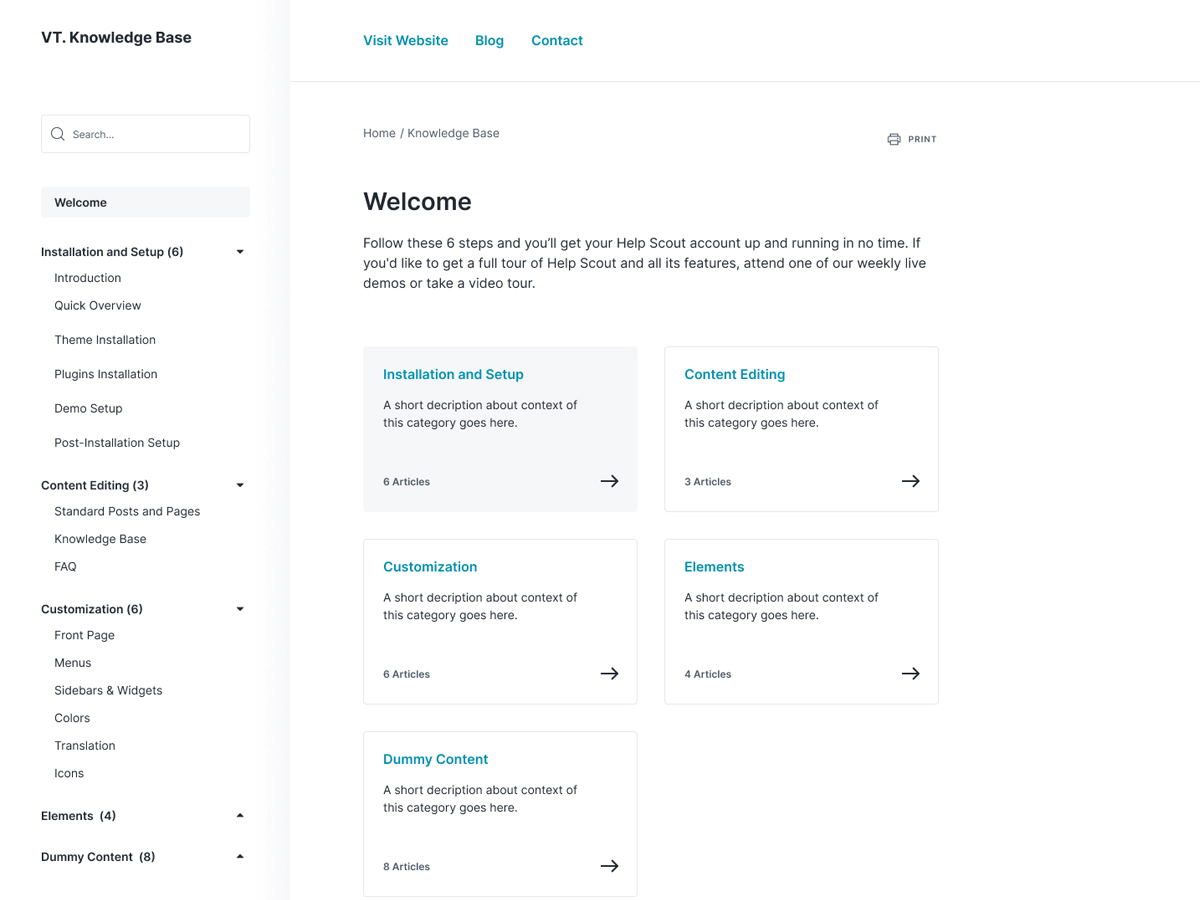 VT. Knowledge Base
Search...
Welcome
Installation and Setup (6)
Introduction
Quick Overview
Theme Installation
Plugins Installation
Demo Setup
Post-Installation Setup
Content Editing (3)
Standard Posts and Pages
Knowledge Base
FAQ
Customization (6)
Front Page
Menus
Sidebars & Widgets
Colors
Translation
Icons
Elements (4)
Dummy Content (8)
Visit Website Blog Contact
Home / Knowledge Base
PRINT
Welcome
Follow these 6 steps and you’ll get your Help Scout account up and running in no time. If
you'd like to get a full tour of Help Scout and all its features, attend one of our weekly live
demos or take a video tour.
Installation and Setup
A short decription about context of
this category goes here.
6 Articles
Content Editing
A short decription about context of
this category goes here.
3 Articles
Customization
A short decription about context of
this category goes here.
6 Articles
Elements
A short decription about context of
this category goes here.
4 Articles
Dummy Content
A short decription about context of
this category goes here.
8 Articles